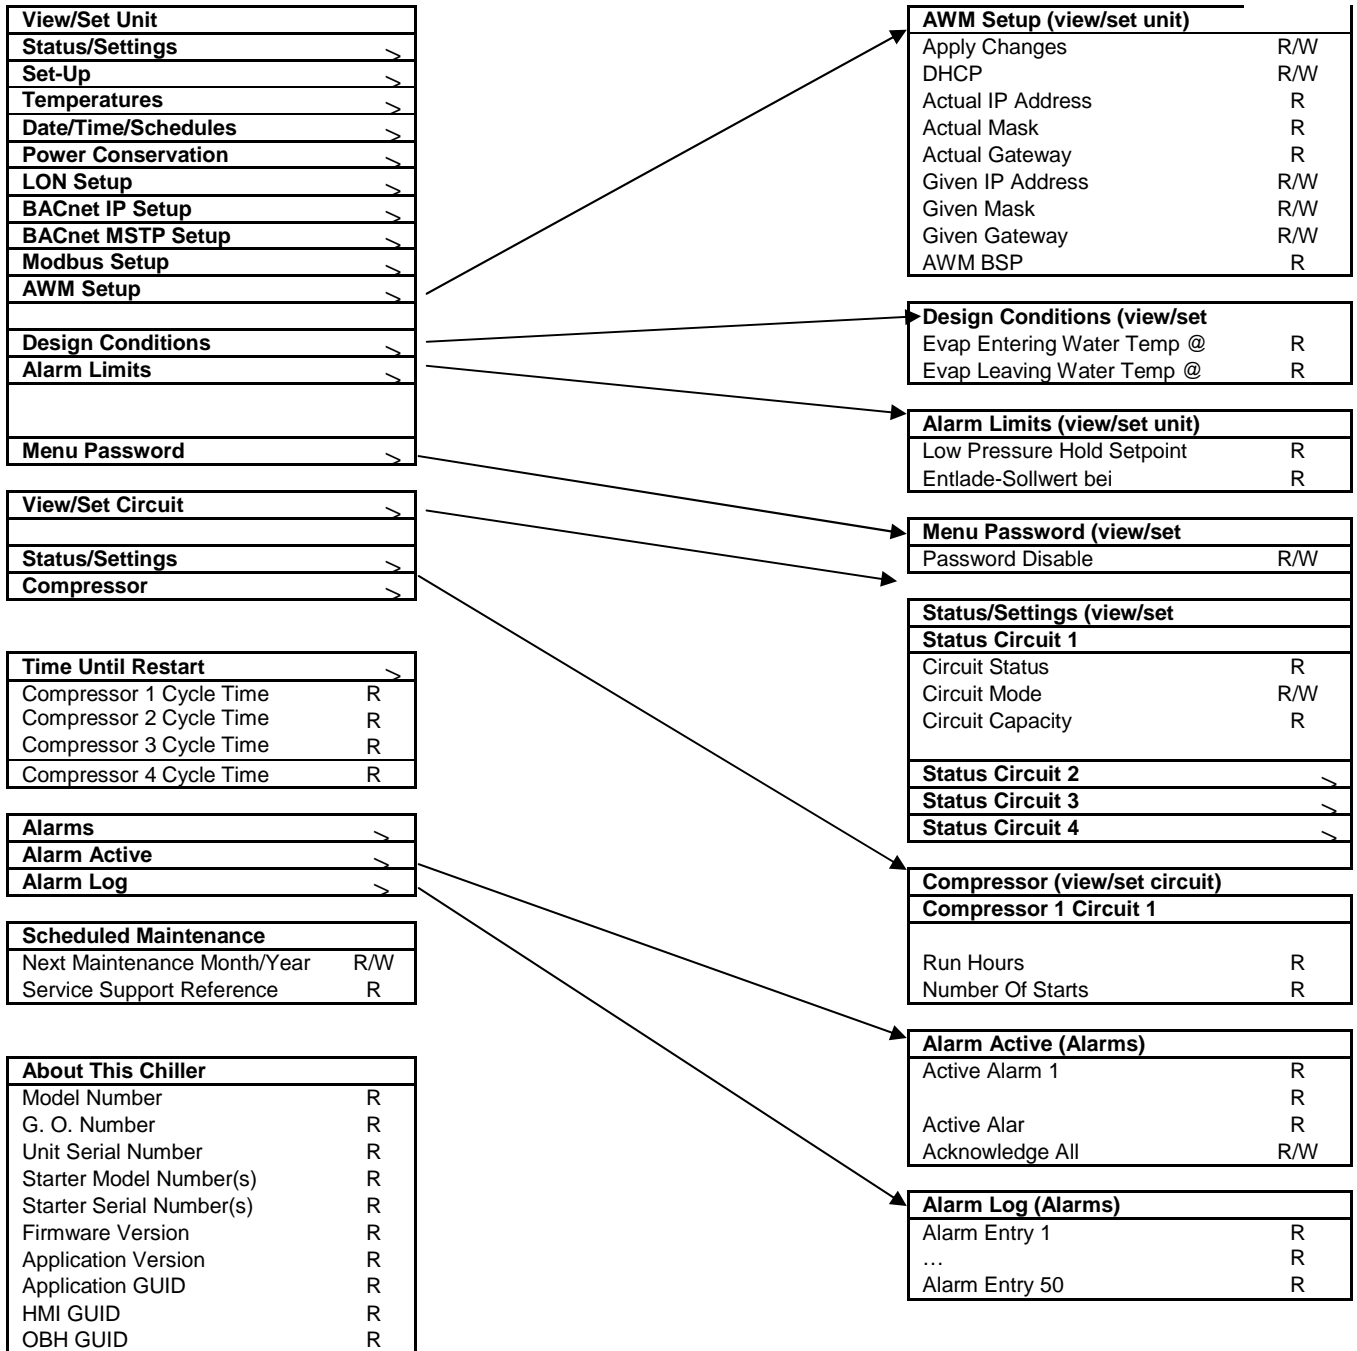 View/Set Unit
Status/Settings >
Set-Up >
Temperatures >
Date/Time/Schedules >
Power Conservation >
LON Setup >
BACnet IP Setup >
BACnet MSTP Setup >
Modbus Setup >
AWM Setup >
Design Conditions >
Alarm Limits >
Menu Password >
View/Set Circuit >
Status/Settings >
Compressor >
Time Until Restart >
Compressor 1 Cycle Time R
Compressor 2 Cycle Time R
Compressor 3 Cycle Time R
Compressor 4 Cycle Time R
Alarms >
Alarm Active >
Alarm Log >
Scheduled Maintenance
Next Maintenance Month/Year R/W
Service Support Reference R
About This Chiller
Model Number R
G. O. Number R
Unit Serial Number R
Starter Model Number(s) R
Starter Serial Number(s) R
Firmware Version R
Application Version R
Application GUID R
HMI GUID R
OBH GUID R
AWM Setup (view/set unit)
Apply Changes R/W
DHCP R/W
Actual IP Address R
Actual Mask R
Actual Gateway R
Given IP Address R/W
Given Mask R/W
Given Gateway R/W
AWM BSP R
Design Conditions (view/set
Evap Entering Water Temp @ R
Evap Leaving Water Temp @ R
Alarm Limits (view/set unit)
Low Pressure Hold Setpoint R
Entlade-Sollwert bei R
Menu Password (view/set
Password Disable R/W
Status/Settings (view/set
Status Circuit 1
Circuit Status R
Circuit Mode R/W
Circuit Capacity R
Status Circuit 2 >
Status Circuit 3 >
Status Circuit 4 >
Compressor (view/set circuit)
Compressor 1 Circuit 1
Run Hours R
Number Of Starts R
Alarm Active (Alarms)
Active Alarm 1 R
R
Active Alar R
Acknowledge All R/W
Alarm Log (Alarms)
Alarm Entry 1 R
… R
Alarm Entry 50 R